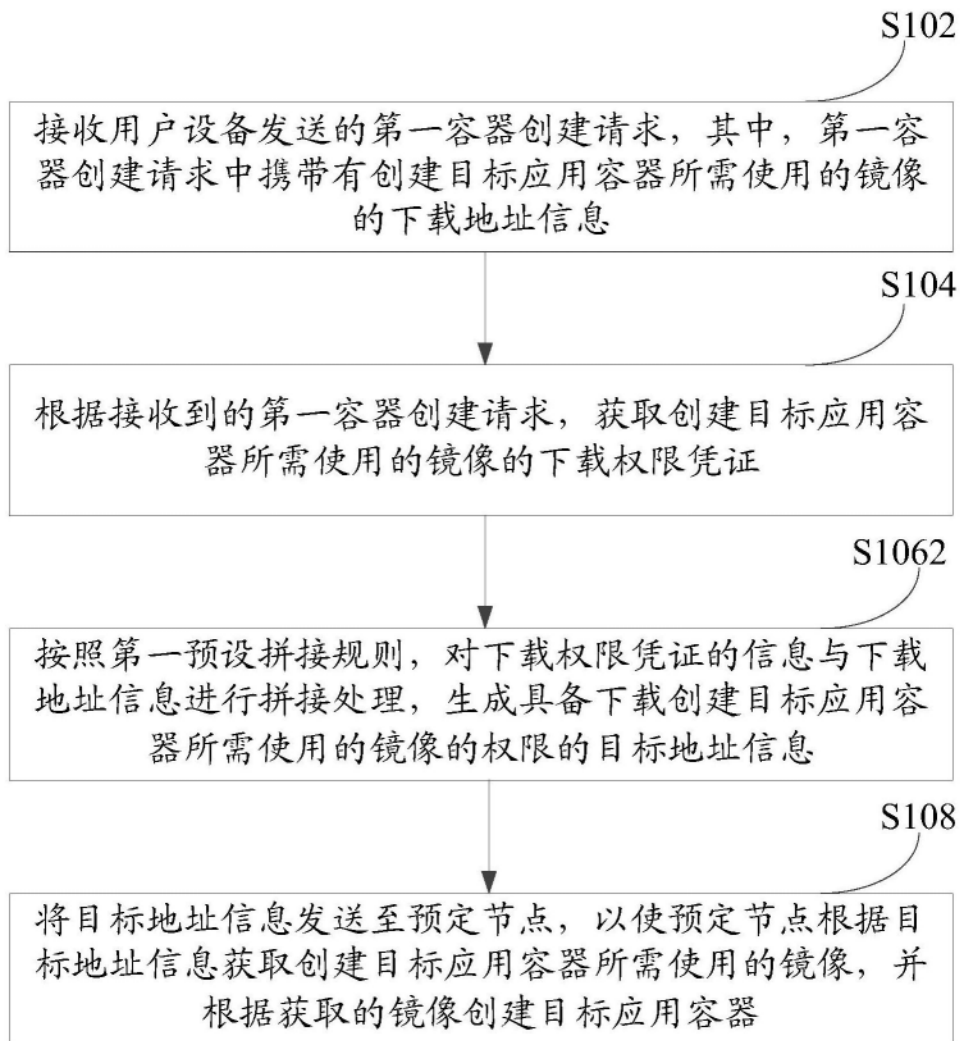 S102
接收用户设备发送的第一容器创建请求，其中，第一容
器创建请求中携带有创建目标应用容器所需使用的镜像
的下载地址信息
S104
根据接收到的第一容器创建请求，获取创建目标应用容
器所需使用的镜像的下载权限凭证
S1062
按照第一预设拼接规则，对下载权限凭证的信息与下载
地址信息进行拼接处理，生成具备下载创建目标应用容
器所需使用的镜像的权限的目标地址信息
S108
将目标地址信息发送至预定节点，以使预定节点根据目
标地址信息获取创建目标应用容器所需使用的镜像，并
根据获取的镜像创建目标应用容器